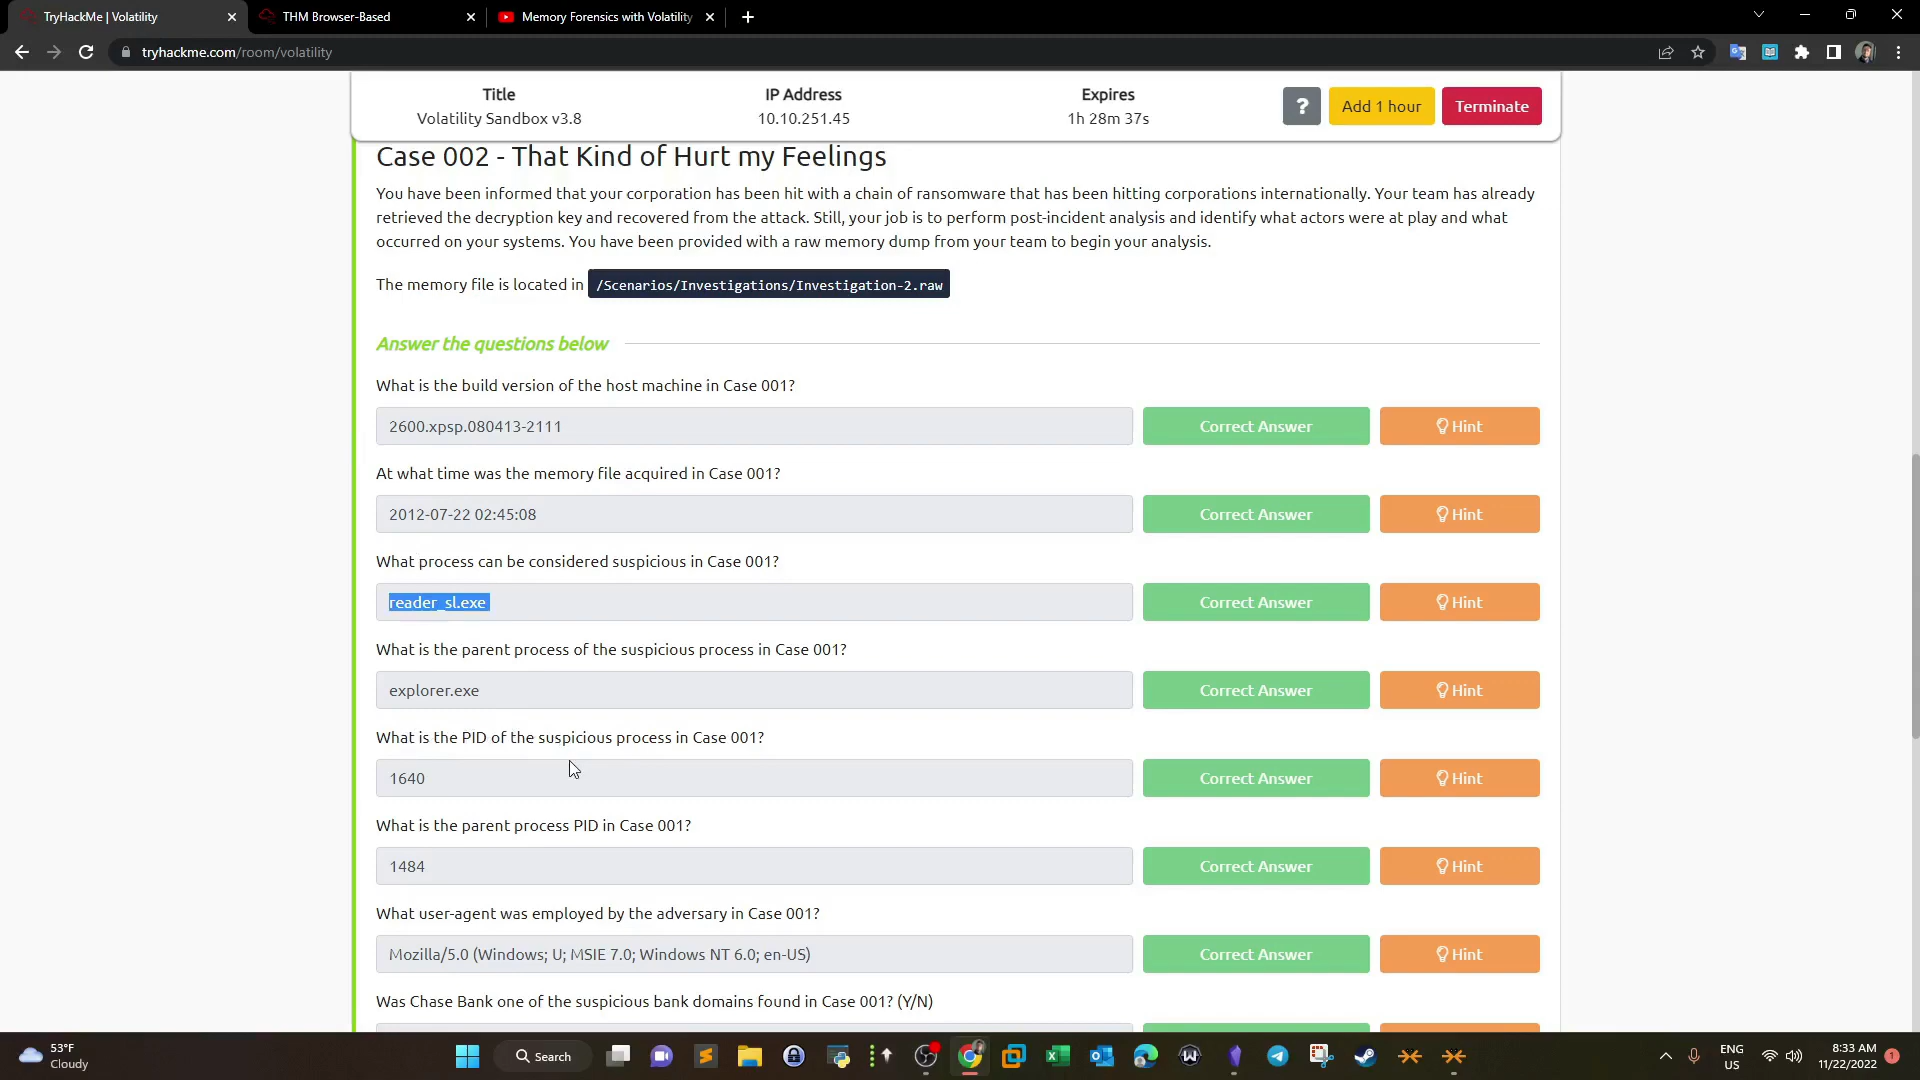 TryHackMe | Volatility
THM Browser-Based
Memory Forensics with Volatility
tryhackme.com/room/volatility
Title
Volatility Sandbox v3.8
IP Address
10.10.251.45
Expires
1h 28m 37s
?
Add 1 hour
Terminate
Case 002 - That Kind of Hurt my Feelings
You have been informed that your corporation has been hit with a chain of ransomware that has been hitting corporations internationally. Your team has already
retrieved the decryption key and recovered from the attack. Still, your job is to perform post-incident analysis and identify what actors were at play and what
occurred on your systems. You have been provided with a raw memory dump from your team to begin your analysis.
The memory file is located in /Scenarios/Investigations/Investigation-2.raw
Answer the questions below
What is the build version of the host machine in Case 001?
2600.xpsp.080413-2111
Correct Answer
Hint
At what time was the memory file acquired in Case 001?
2012-07-22 02:45:08
Correct Answer
Hint
What process can be considered suspicious in Case 001?
reader_sl.exe
Correct Answer
Hint
What is the parent process of the suspicious process in Case 001?
explorer.exe
Correct Answer
Hint
What is the PID of the suspicious process in Case 001?
1640
Correct Answer
Hint
What is the parent process PID in Case 001?
1484
Correct Answer
Hint
What user-agent was employed by the adversary in Case 001?
Mozilla/5.0 (Windows; U; MSIE 7.0; Windows NT 6.0; en-US)
Correct Answer
Hint
Was Chase Bank one of the suspicious bank domains found in Case 001? (Y/N)
53°F
Cloudy
Search
ENG
US
8:33 AM
11/22/2022
1